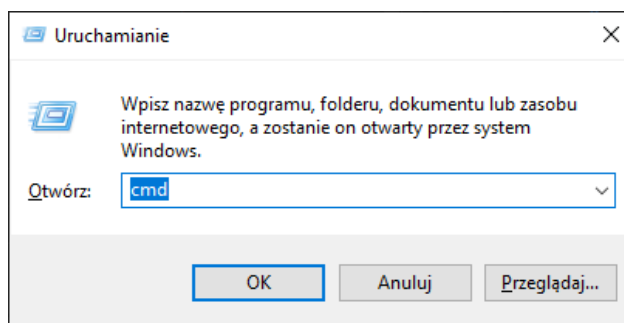 Uruchamianie
Wpisz nazwę programu, folderu, dokumentu lub zasobu
internetowego, a zostanie on otwarty przez system
Windows.
Otwórz: cmd
OK Anuluj Przeglądaj...